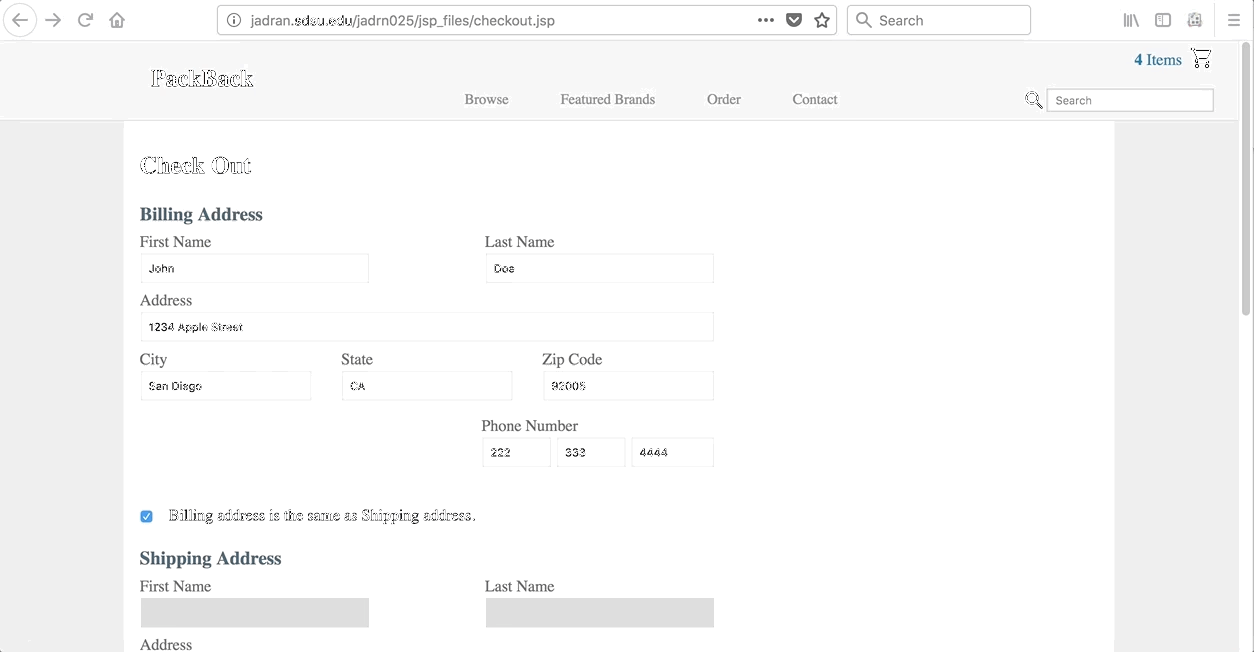 jadran.sdsu.edu/jadrn025/jsp_files/checkout.jsp
Search
4 Items
PackBack
Browse Featured Brands Order Contact
Search
Check Out
Billing Address
First Name Last Name
John Doe
Address
1234 Apple Street
City State Zip Code
San Diego CA 92005
Phone Number
222 333 4444
Billing address is the same as Shipping address.
Shipping Address
First Name Last Name
Address